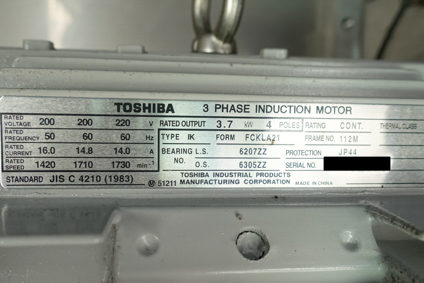 TOSHIBA 3 PHASE INDUCTION MOTOR
RATED VOLTAGE 200 200 220 V
RATED FREQUENCY 50 60 60 Hz
RATED CURRENT 16.0 14.8 14.0 A
RATED SPEED 1420 1710 1730 min⁻¹
STANDARD JIS C 4210 (1983)
RATED OUTPUT 3.7 kW 4 POLES RATING CONT. THERMAL CLASS
TYPE IK FORM FCKLA21 FRAME NO. 112M
BEARING NO. L.S. 6207ZZ PROTECTION JP44
O.S. 6305ZZ SERIAL NO.
TOSHIBA INDUSTRIAL PRODUCTS
M 51211 MANUFACTURING CORPORATION MADE IN CHINA